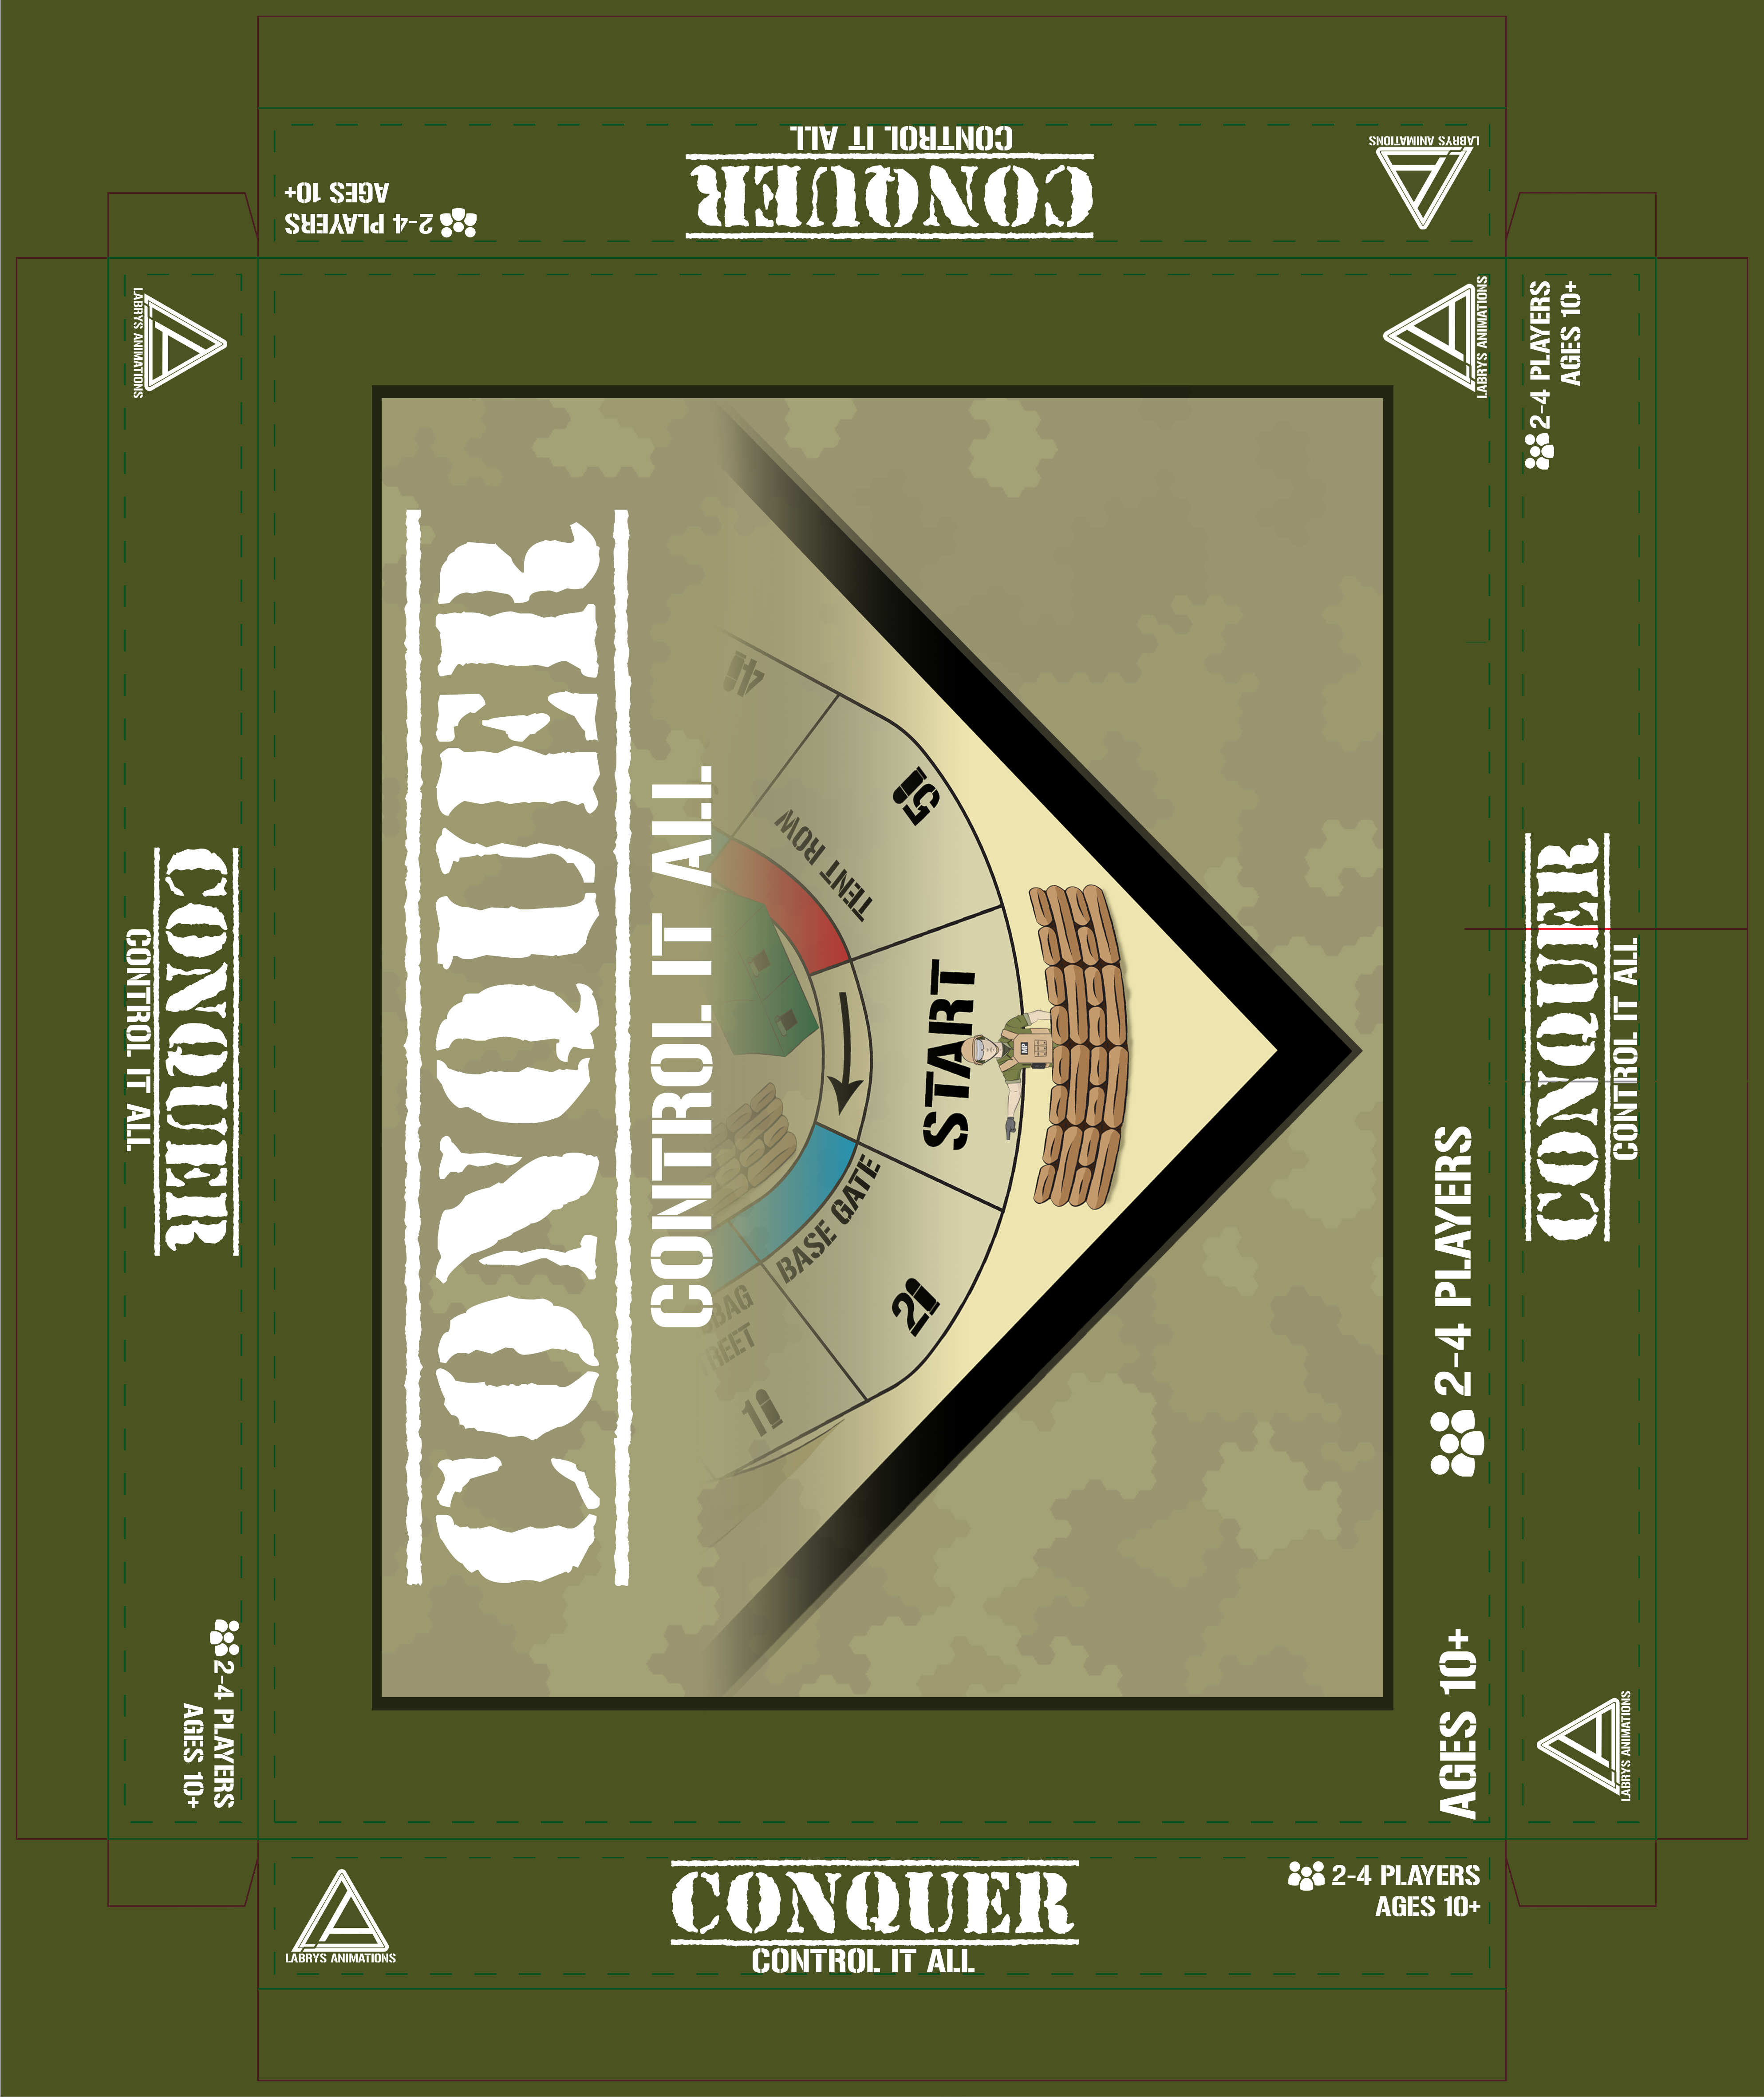 CONTROL IT ALL
CONQUER
2-4 PLAYERS
AGES 10+
LABRYS ANIMATIONS
LABRYS ANIMATIONS
CONQUER
CONTROL IT ALL
2-4 PLAYERS
AGES 10+
LABRYS ANIMATIONS
CONQUER
CONTROL IT ALL
4
5
TENT ROW
START
MP
BASE GATE
2
1
2-4 PLAYERS
AGES 10+
2-4 PLAYERS
AGES 10+
CONQUER
CONTROL IT ALL
LABRYS ANIMATIONS
LABRYS ANIMATIONS
CONQUER
CONTROL IT ALL
2-4 PLAYERS
AGES 10+